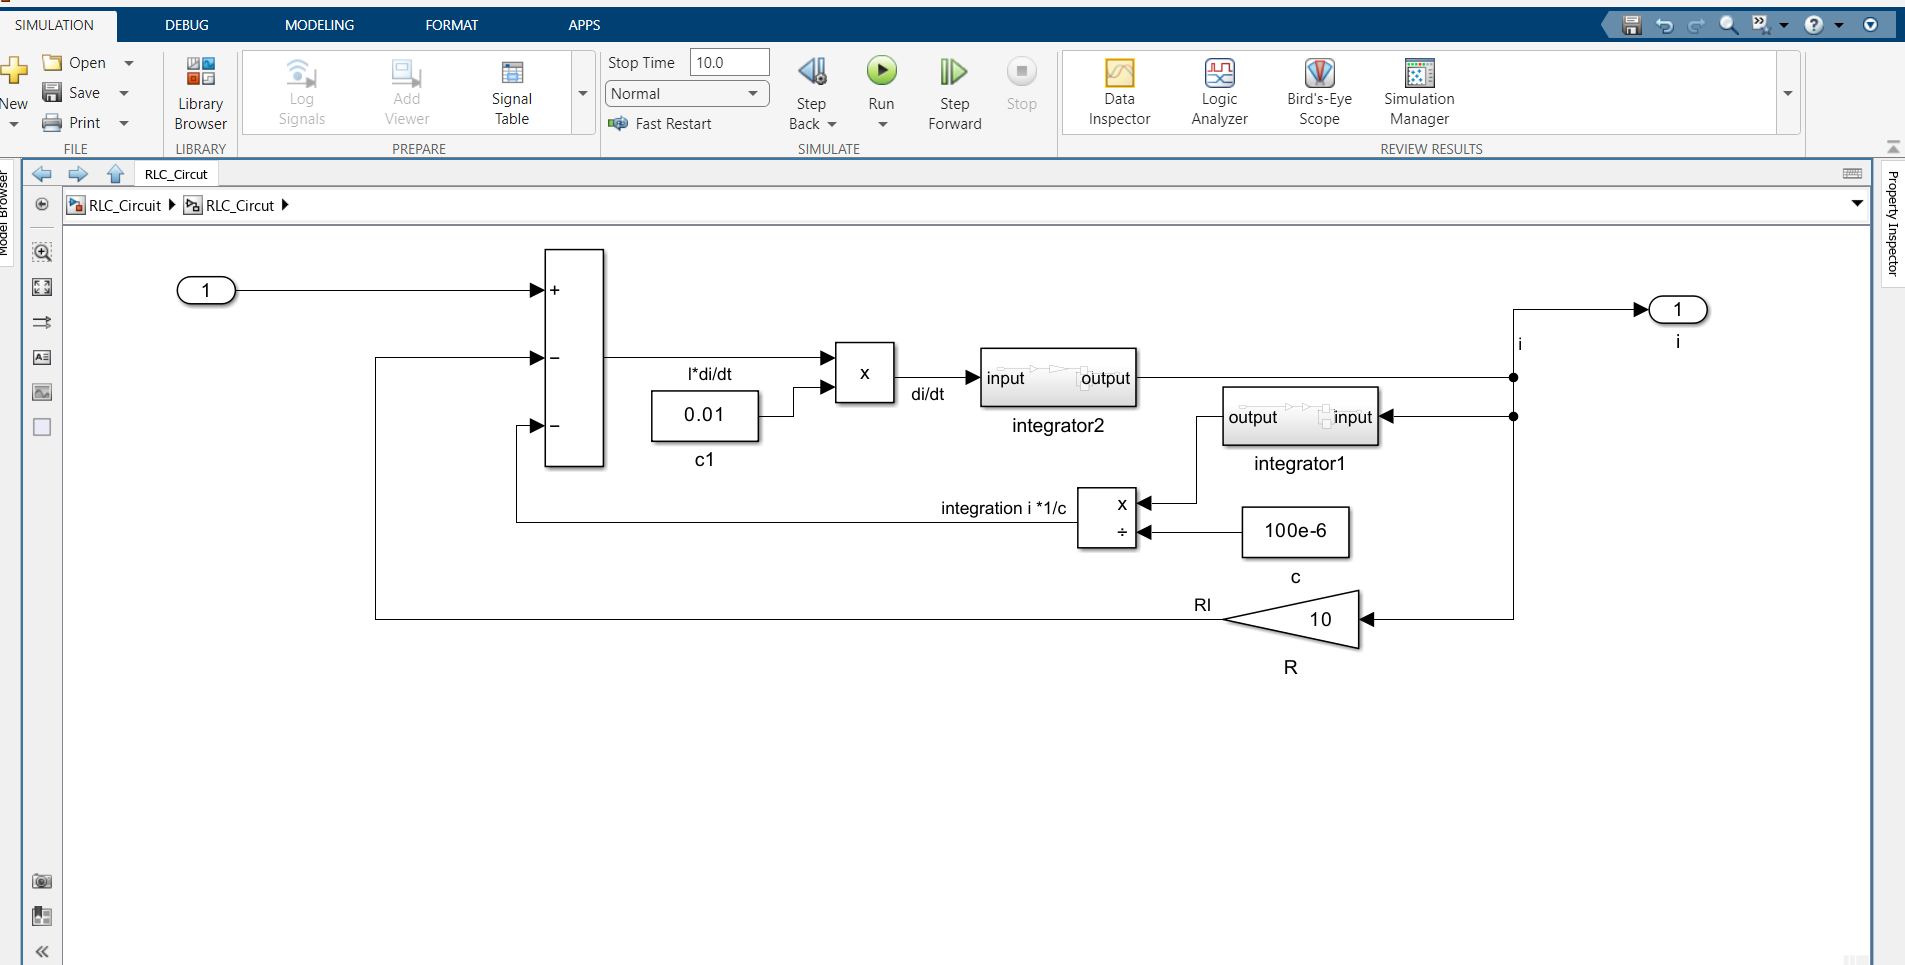 SIMULATION DEBUG MODELING FORMAT APPS
New
Open
Save
Print
FILE
Library
Browser
LIBRARY
Log
Signals
Add
Viewer
Signal
Table
PREPARE
Stop Time 10.0
Normal
Fast Restart
Step
Back
Run
Step
Forward
Stop
SIMULATE
Data
Inspector
Logic
Analyzer
Bird's-Eye
Scope
Simulation
Manager
REVIEW RESULTS
Model Browser
RLC_Circut
RLC_Circuit RLC_Circut
Property Inspector
1
+
−
−
l*di/dt
0.01
c1
x
di/dt
input output
integrator2
i
1
i
output input
integrator1
integration i *1/c
x
÷
100e-6
c
RI
10
R